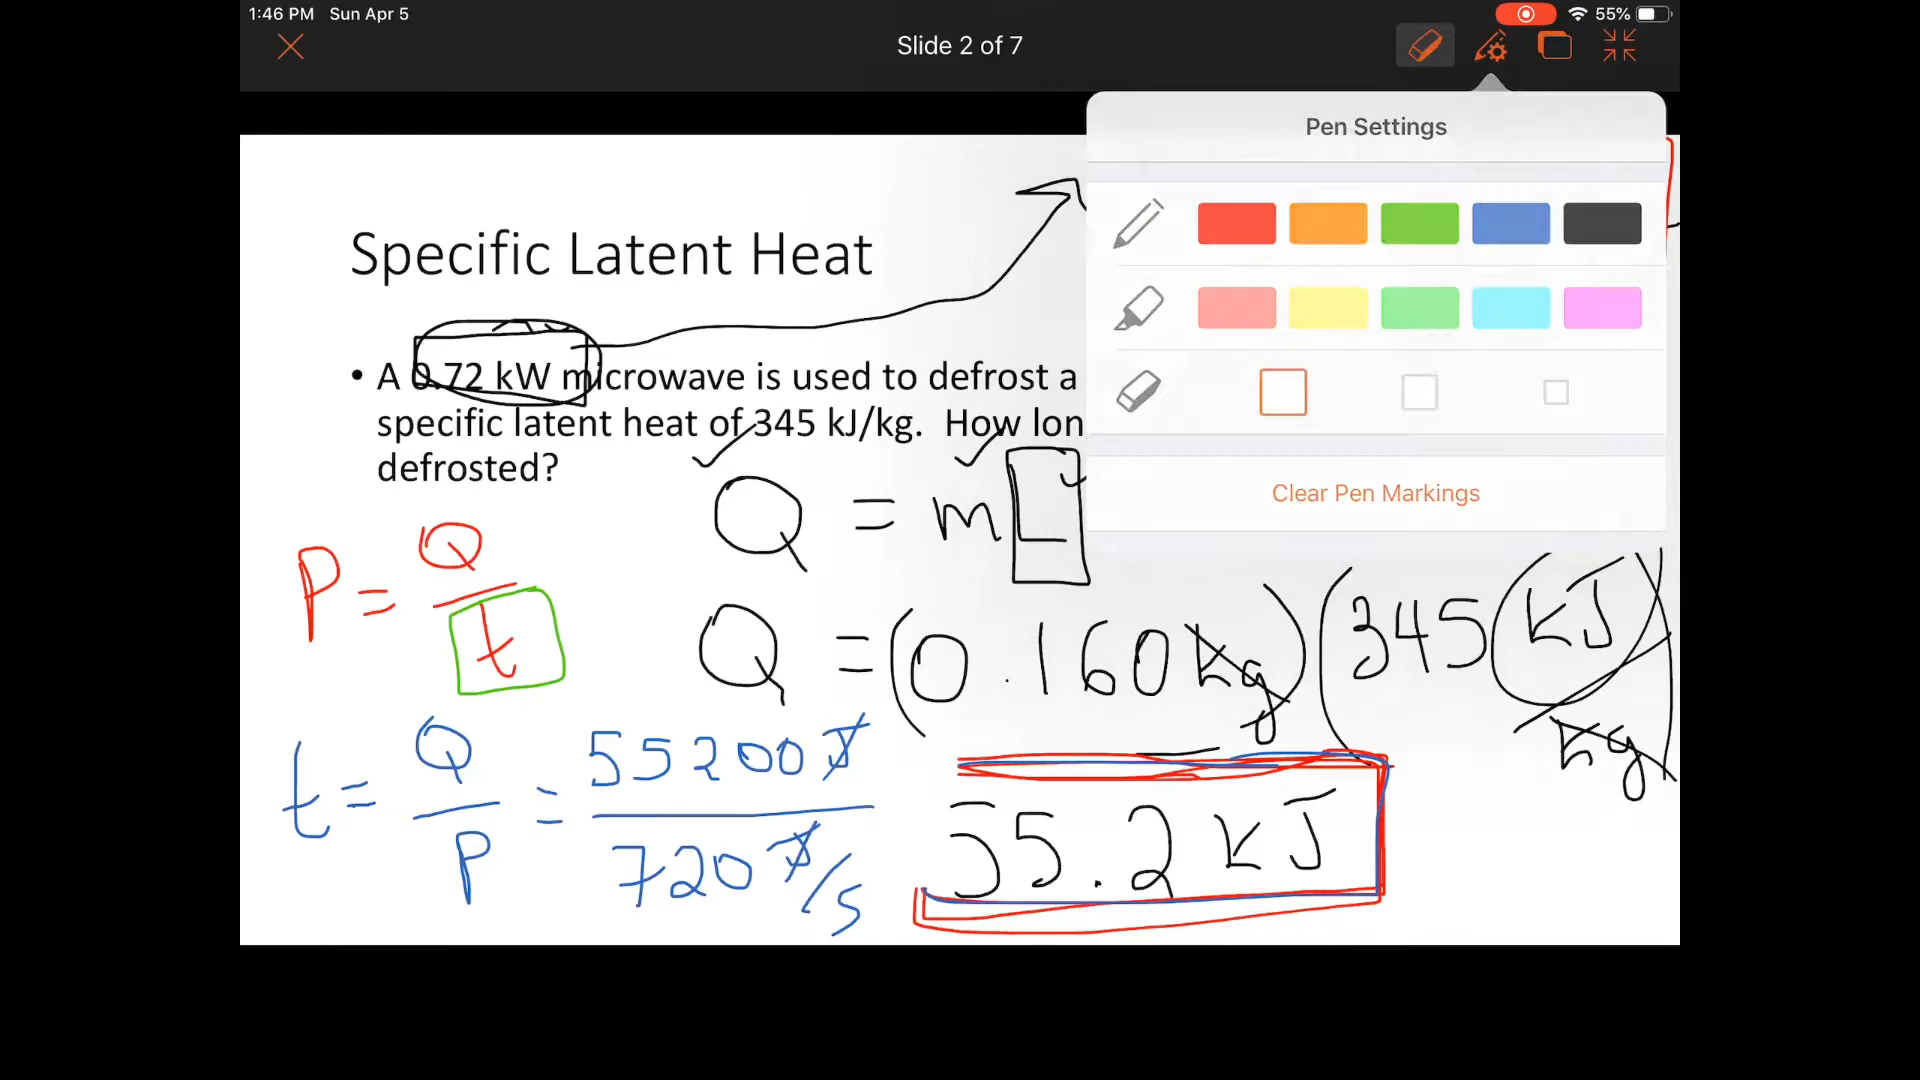 1:46 PM Sun Apr 5
55%
Slide 2 of 7
Pen Settings
Clear Pen Markings
Specific Latent Heat
• A 0.72 kW microwave is used to defrost a
specific latent heat of 345 kJ/kg. How lon
defrosted?
Q = mL
P = Q/t
Q = (0.160 kg)(345 kJ/kg)
t = Q/P = 55200 J / 720 J/s
55.2 kJ